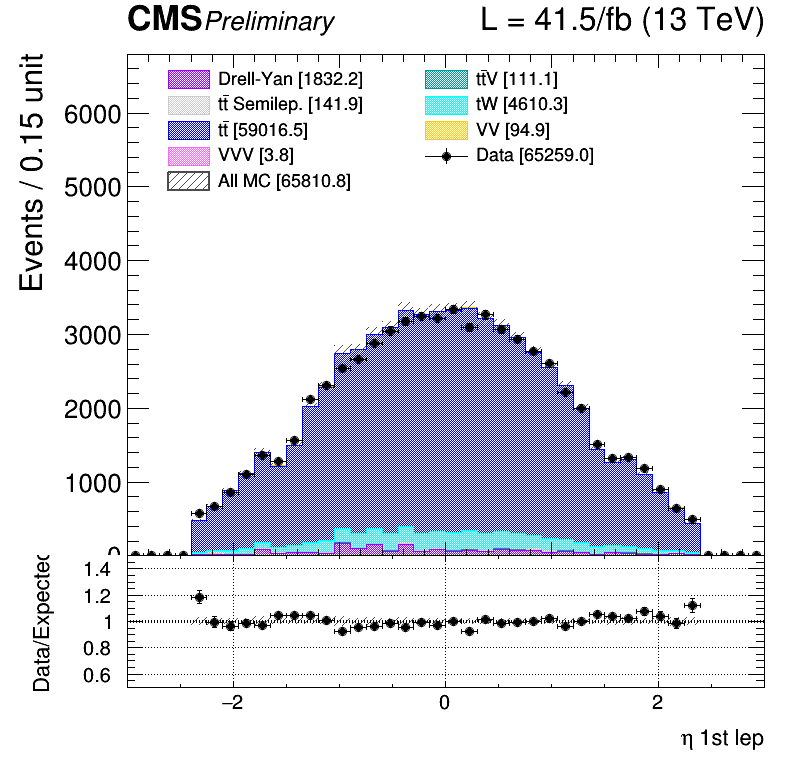 CMS Preliminary L = 41.5/fb (13 TeV)
Events / 0.15 unit
Drell-Yan [1832.2]
tt̄ Semilep. [141.9]
tt̄ [59016.5]
VVV [3.8]
All MC [65810.8]
tt̄V [111.1]
tW [4610.3]
VV [94.9]
Data [65259.0]
6000
5000
4000
3000
2000
1000
0
Data/Expected
1.4
1.2
1
0.8
0.6
−2 0 2
η 1st lep